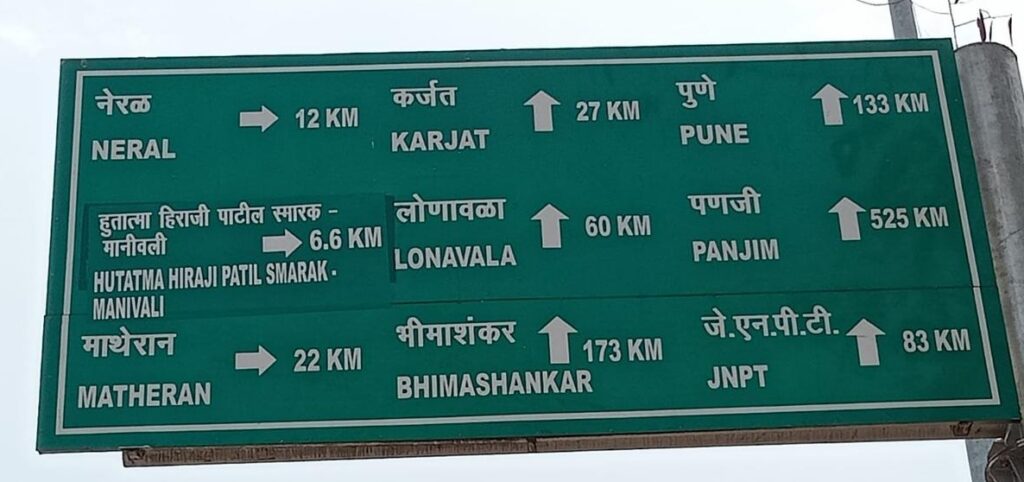 नेरळ
NERAL
12 KM
कर्जत
KARJAT
27 KM
पुणे
PUNE
133 KM
हुतात्मा हिराजी पाटील स्मारक -
मानीवली
6.6 KM
HUTATMA HIRAJI PATIL SMARAK -
MANIVALI
लोणावळा
LONAVALA
60 KM
पणजी
PANJIM
525 KM
माथेरान
MATHERAN
22 KM
भीमाशंकर
BHIMASHANKAR
173 KM
जे.एन.पी.टी.
JNPT
83 KM